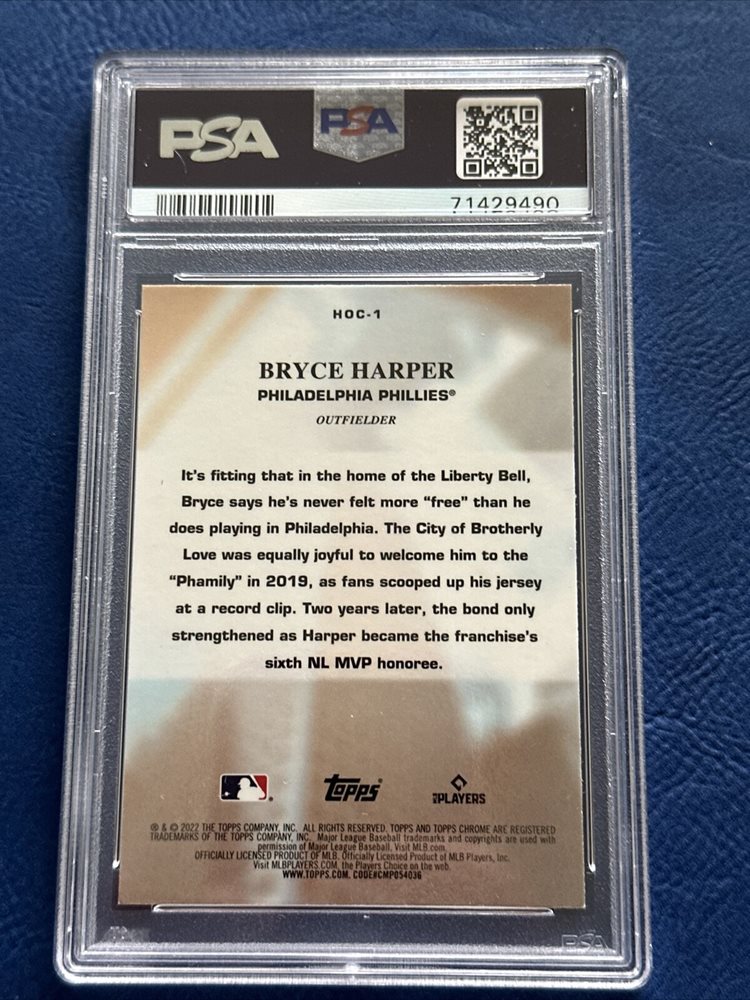 PSA
PSA
71429490
HOC-1
BRYCE HARPER
PHILADELPHIA PHILLIES®
OUTFIELDER
It's fitting that in the home of the Liberty Bell,
Bryce says he's never felt more “free” than he
does playing in Philadelphia. The City of Brotherly
Love was equally joyful to welcome him to the
“Phamily” in 2019, as fans scooped up his jersey
at a record clip. Two years later, the bond only
strengthened as Harper became the franchise's
sixth NL MVP honoree.
topps
PLAYERS
® & © 2022 THE TOPPS COMPANY, INC. ALL RIGHTS RESERVED. TOPPS AND TOPPS CHROME ARE REGISTERED
TRADEMARKS OF THE TOPPS COMPANY, INC. Major League Baseball trademarks and copyrights are used with
permission of Major League Baseball. Visit MLB.com.
OFFICIALLY LICENSED PRODUCT OF MLB. Officially Licensed Product of MLB Players, Inc.
Visit MLBPLAYERS.COM, the Players Choice on the web.
WWW.TOPPS.COM. CODE#CMP054036
PSA